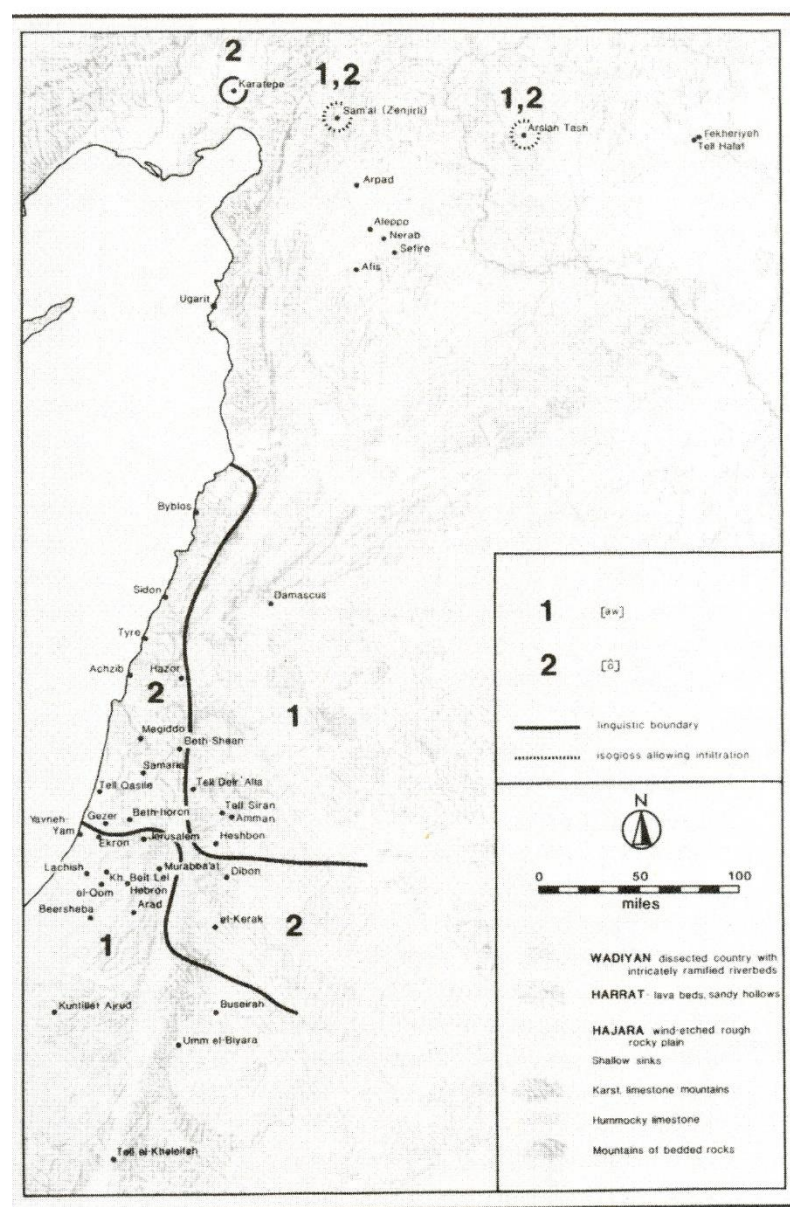 2
1,2
1,2
Karatepe
Sam'al (Zenjirli)
Arslan Tash
Fekheriyeh
Tell Halaf
Arpad
Aleppo
Nerab
Sefire
Afis
Ugarit
Byblos
Sidon
Damascus
Tyre
Achzib
Hazor
2
1
Megiddo
Beth-Shean
Samaria
Tell Qasile
Tell Deir 'Alla
Tell Siran
Amman
Yavneh-
Yam
Gezer
Beth-horon
Ekron
Jerusalem
Heshbon
Lachish
Kh. Beit Lei
Murabba'at
Dibon
el-Qom
Hebron
Beersheba
Arad
el-Kerak
1
2
Kuntillet Ajrud
Buseirah
Umm el-Biyara
Tell el-Kheleifeh
1 [aw]
2 [ô]
linguistic boundary
isogloss allowing infiltration
N
0 50 100
miles
WADIYAN dissected country with
intricately ramified riverbeds
HARRAT - lava beds, sandy hollows
HAJARA wind-etched rough
rocky plain
Shallow sinks
Karst, limestone mountains
Hummocky limestone
Mountains of bedded rocks